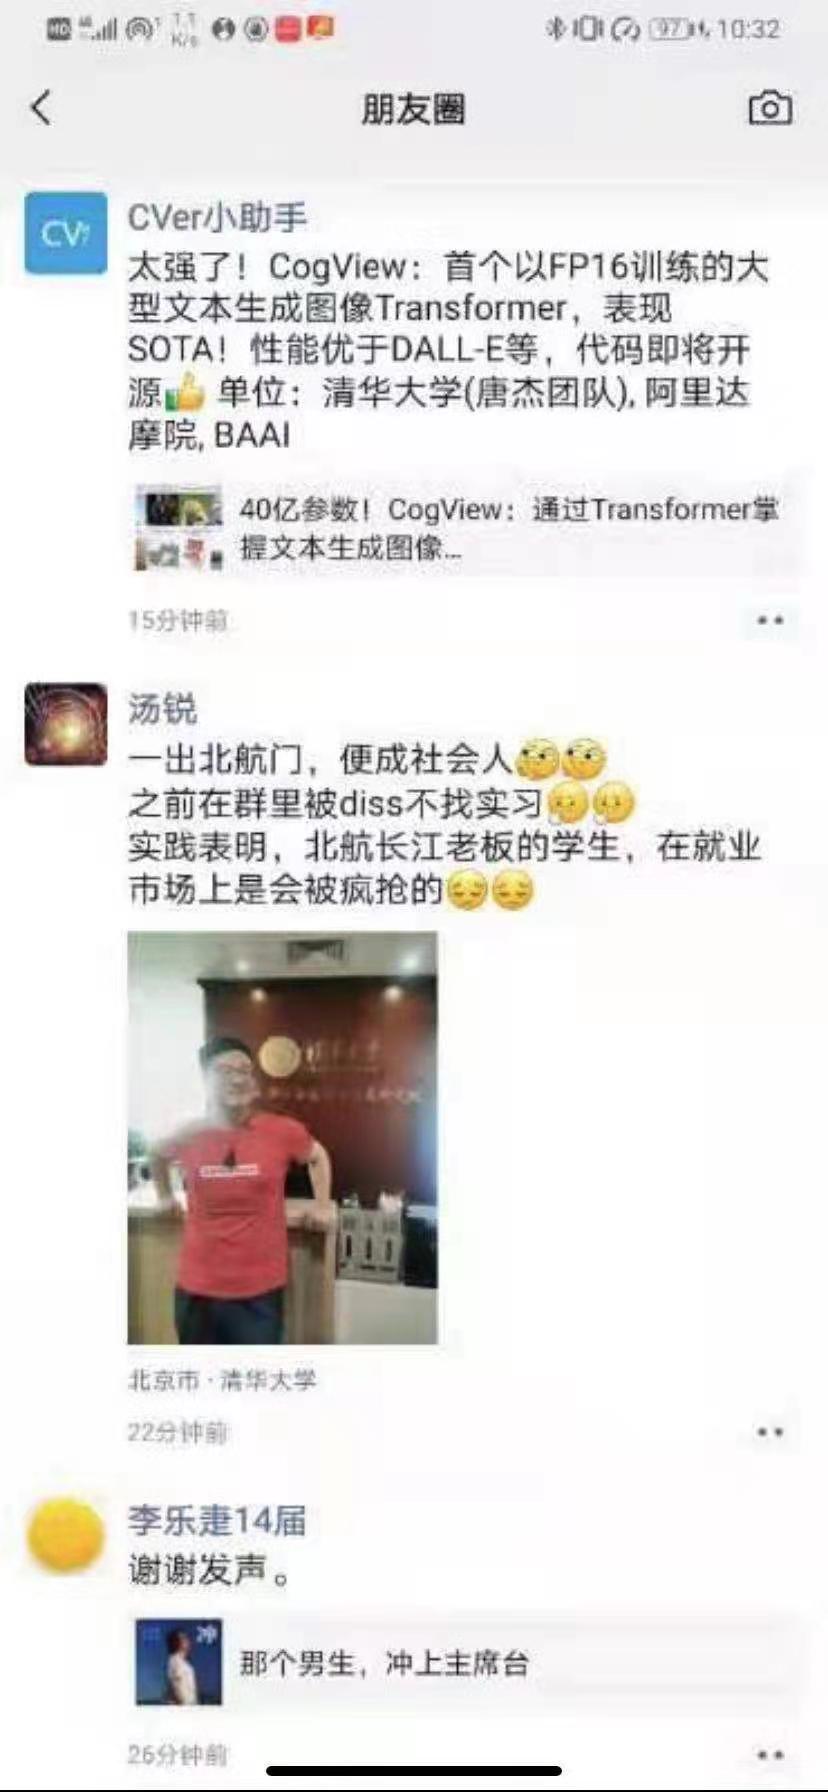 HD 4G 1.1 K/s 97 10:32
朋友圈
CV
CVer小助手
太强了！CogView：首个以FP16训练的大
型文本生成图像Transformer，表现
SOTA！性能优于DALL-E等，代码即将开
源👍 单位：清华大学(唐杰团队), 阿里达
摩院, BAAI
40亿参数！CogView：通过Transformer掌
握文本生成图像...
15分钟前
汤锐
一出北航门，便成社会人
之前在群里被diss不找实习
实践表明，北航长江老板的学生，在就业
市场上是会被疯抢的
北京市 · 清华大学
22分钟前
李乐疌14届
谢谢发声。
冲
那个男生，冲上主席台
26分钟前